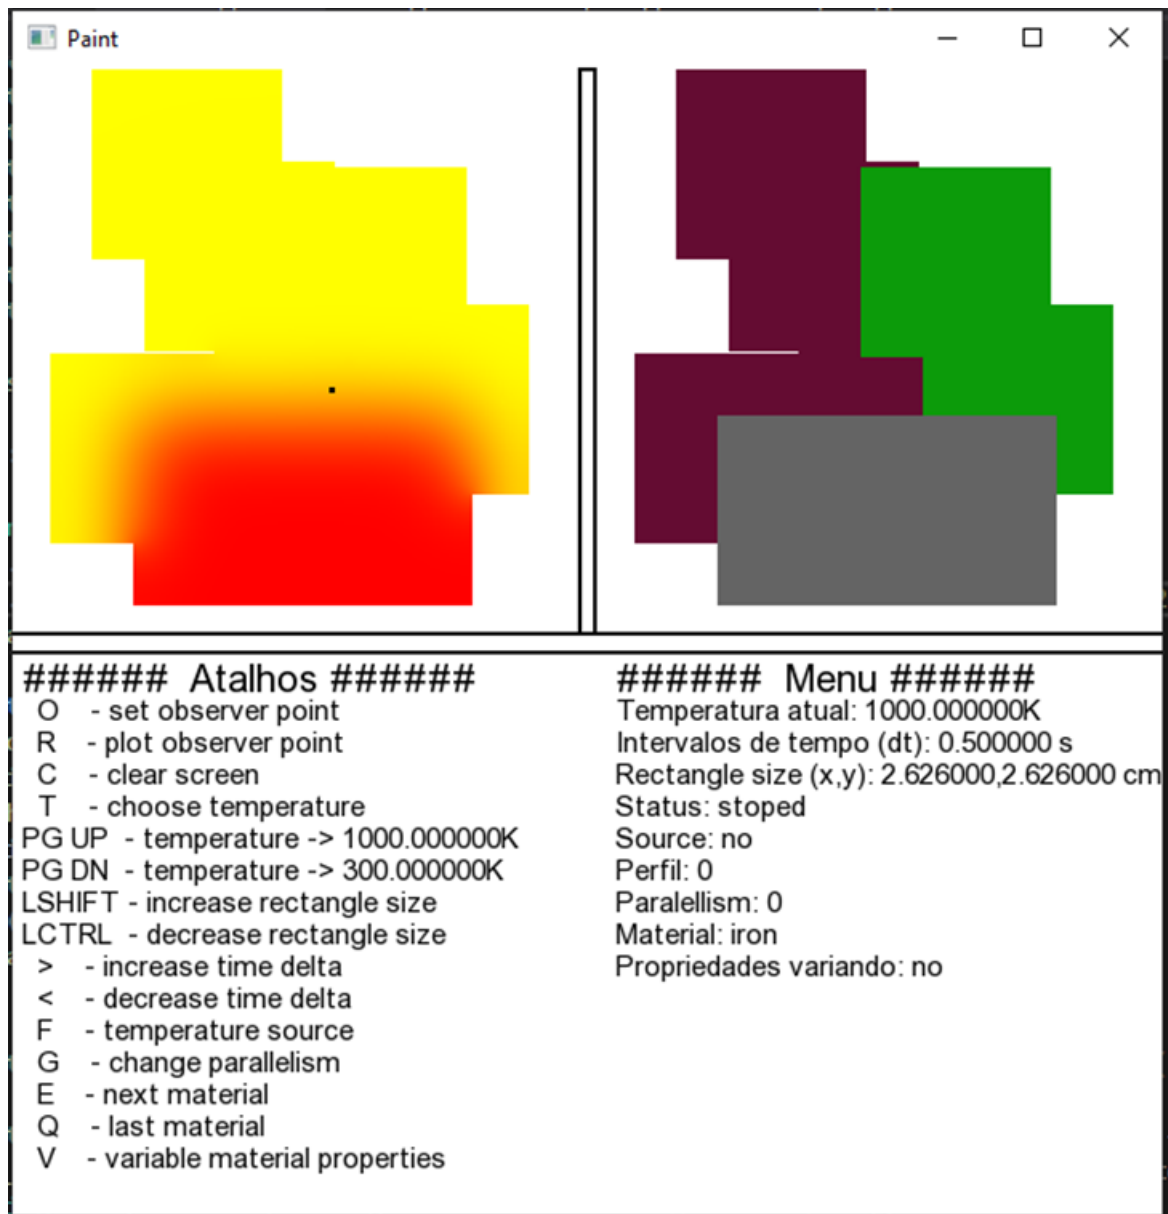 Paint
###### Atalhos ######
O - set observer point
R - plot observer point
C - clear screen
T - choose temperature
PG UP - temperature -> 1000.000000K
PG DN - temperature -> 300.000000K
LSHIFT - increase rectangle size
LCTRL - decrease rectangle size
> - increase time delta
< - decrease time delta
F - temperature source
G - change parallelism
E - next material
Q - last material
V - variable material properties
###### Menu ######
Temperatura atual: 1000.000000K
Intervalos de tempo (dt): 0.500000 s
Rectangle size (x,y): 2.626000,2.626000 cm
Status: stoped
Source: no
Perfil: 0
Paralellism: 0
Material: iron
Propriedades variando: no